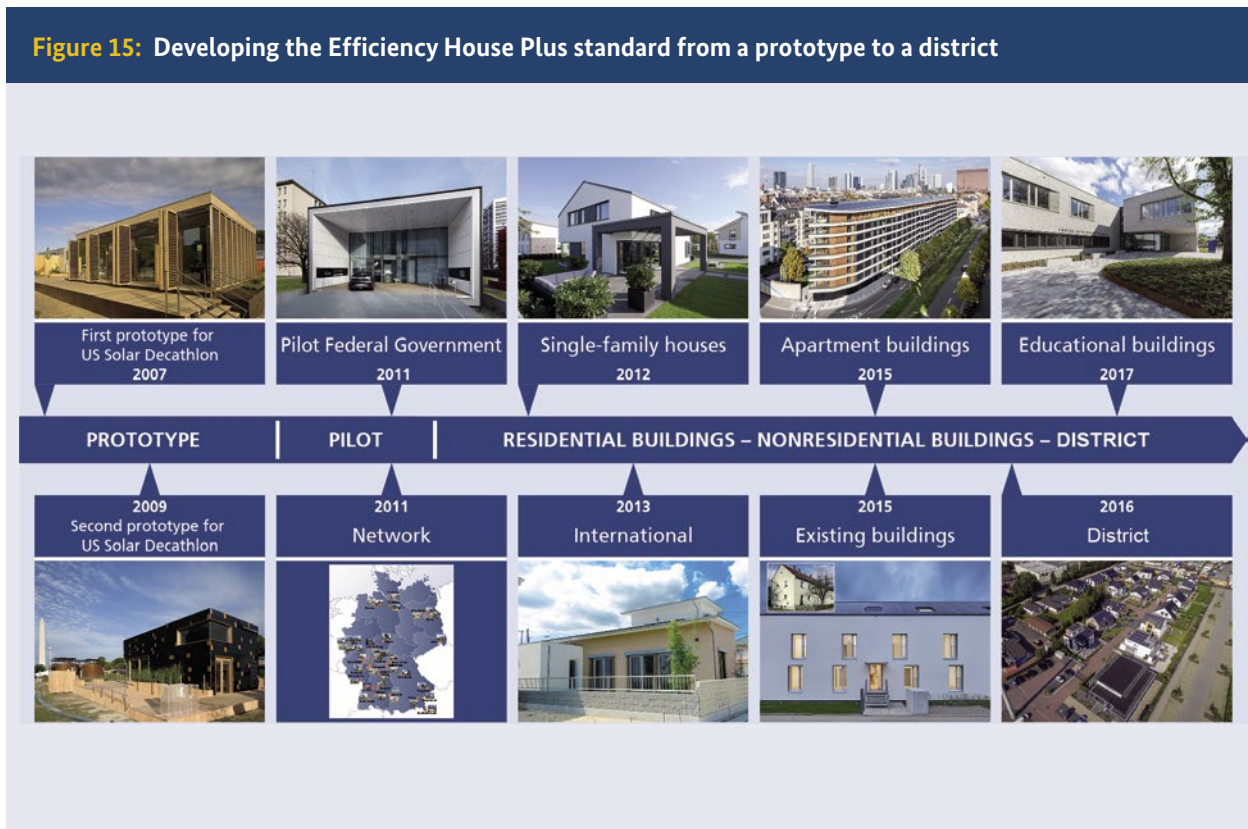 Figure 15: Developing the Efficiency House Plus standard from a prototype to a district
First prototype for
US Solar Decathlon
2007
Pilot Federal Government
2011
Single-family houses
2012
Apartment buildings
2015
Educational buildings
2017
PROTOTYPE
PILOT
RESIDENTIAL BUILDINGS – NONRESIDENTIAL BUILDINGS – DISTRICT
2009
Second prototype for
US Solar Decathlon
2011
Network
2013
International
2015
Existing buildings
2016
District